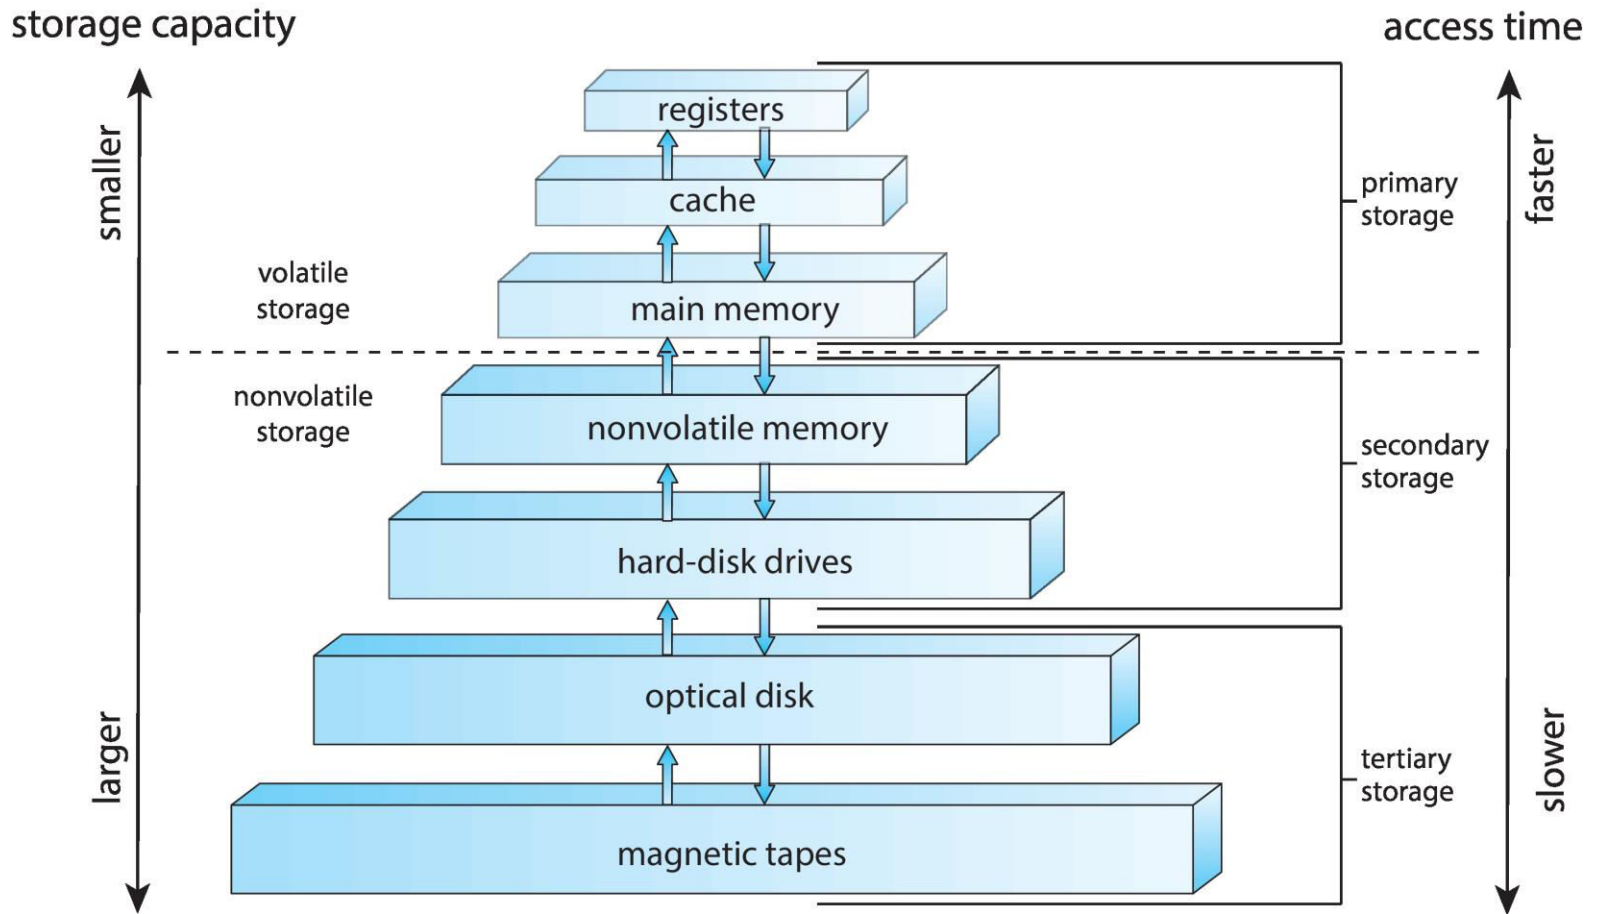 storage capacity
access time
smaller
larger
faster
slower
registers
cache
main memory
nonvolatile memory
hard-disk drives
optical disk
magnetic tapes
volatile
storage
nonvolatile
storage
primary
storage
secondary
storage
tertiary
storage